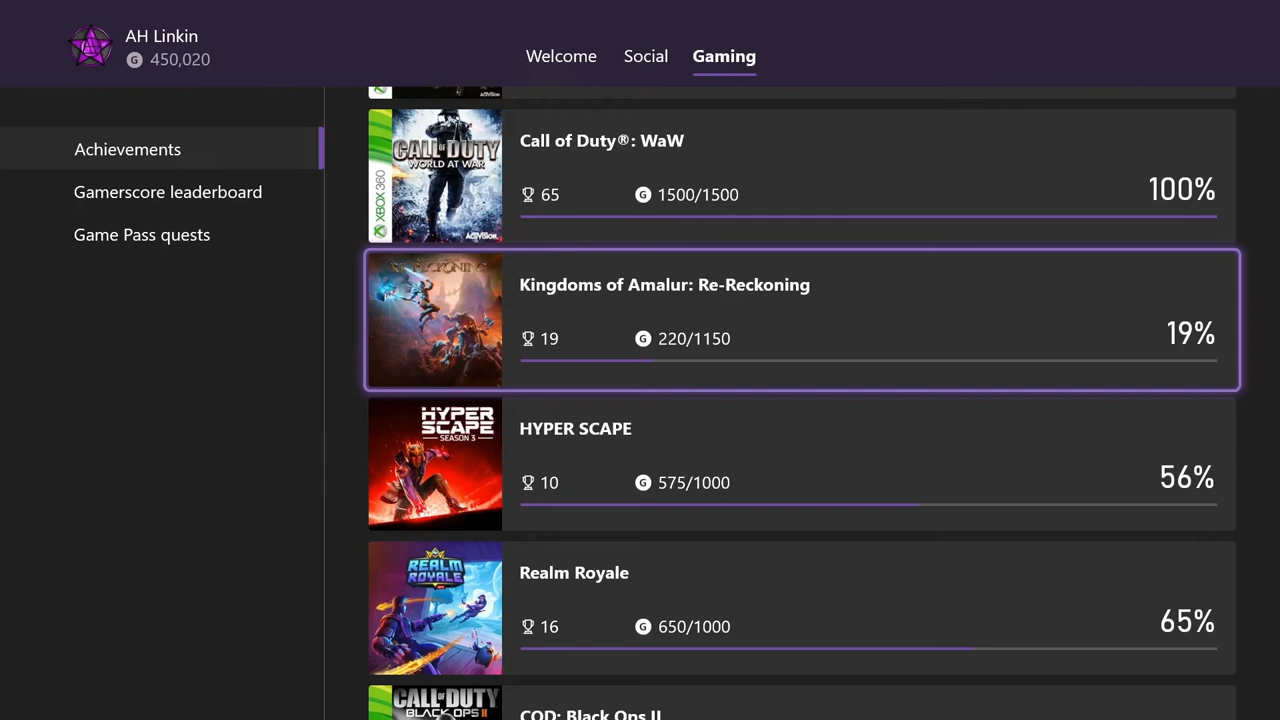 AH Linkin
G 450,020
Welcome Social Gaming
Achievements
Gamerscore leaderboard
Game Pass quests
ACTIVISION
XBOX 360
CALL OF DUTY
WORLD AT WAR
ACTIVISION
Call of Duty®: WaW
65 G 1500/1500
100%
RE-RECKONING
Kingdoms of Amalur: Re-Reckoning
19 G 220/1150
19%
HYPER
SCAPE
SEASON 3
HYPER SCAPE
10 G 575/1000
56%
REALM
ROYALE
Realm Royale
16 G 650/1000
65%
CALL OF DUTY
BLACK OPS II
COD: Black Ops II